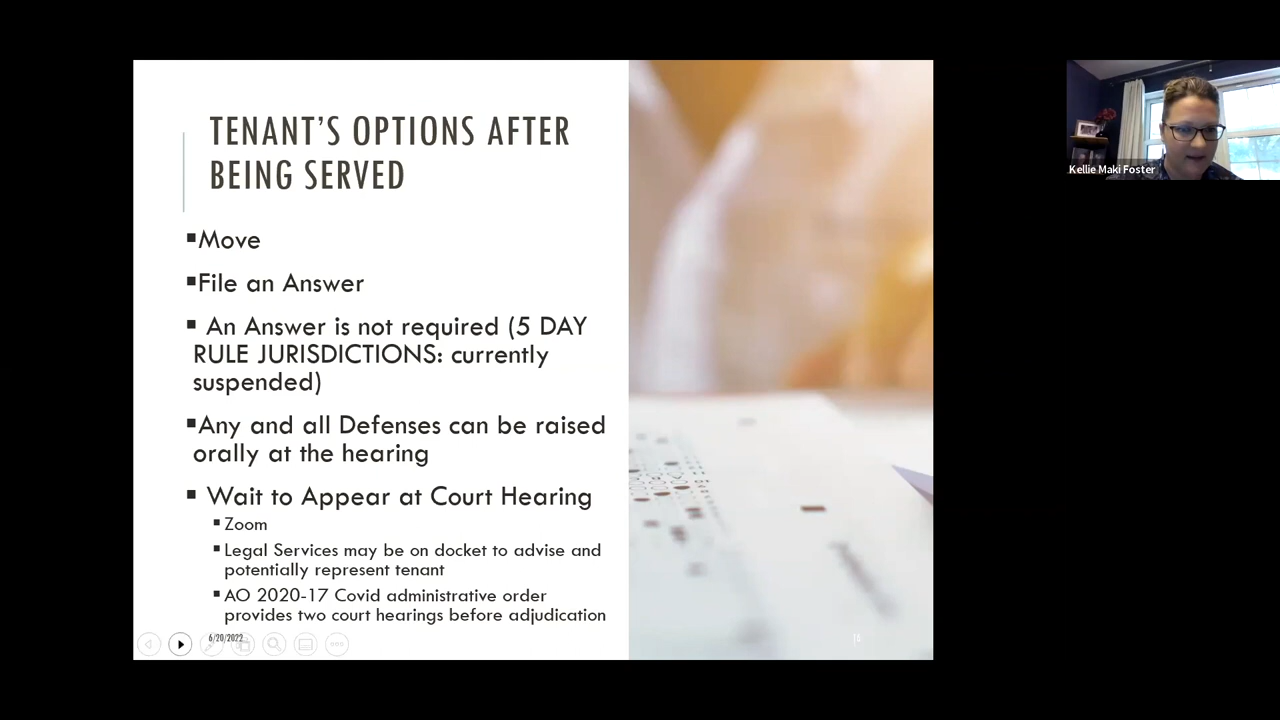 TENANT'S OPTIONS AFTER
BEING SERVED
▪Move
▪File an Answer
▪ An Answer is not required (5 DAY
RULE JURISDICTIONS: currently
suspended)
▪Any and all Defenses can be raised
orally at the hearing
▪ Wait to Appear at Court Hearing
▪ Zoom
▪ Legal Services may be on docket to advise and
potentially represent tenant
▪ AO 2020-17 Covid administrative order
provides two court hearings before adjudication
6/20/2022
16
Kellie Maki Foster